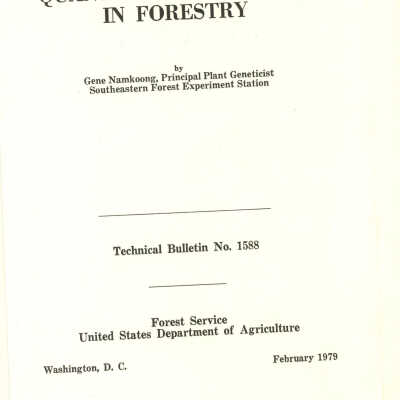 IN FORESTRY
by
Gene Namkoong, Principal Plant Geneticist
Southeastern Forest Experiment Station
Technical Bulletin No. 1588
Forest Service
United States Department of Agriculture
Washington, D. C.
February 1979